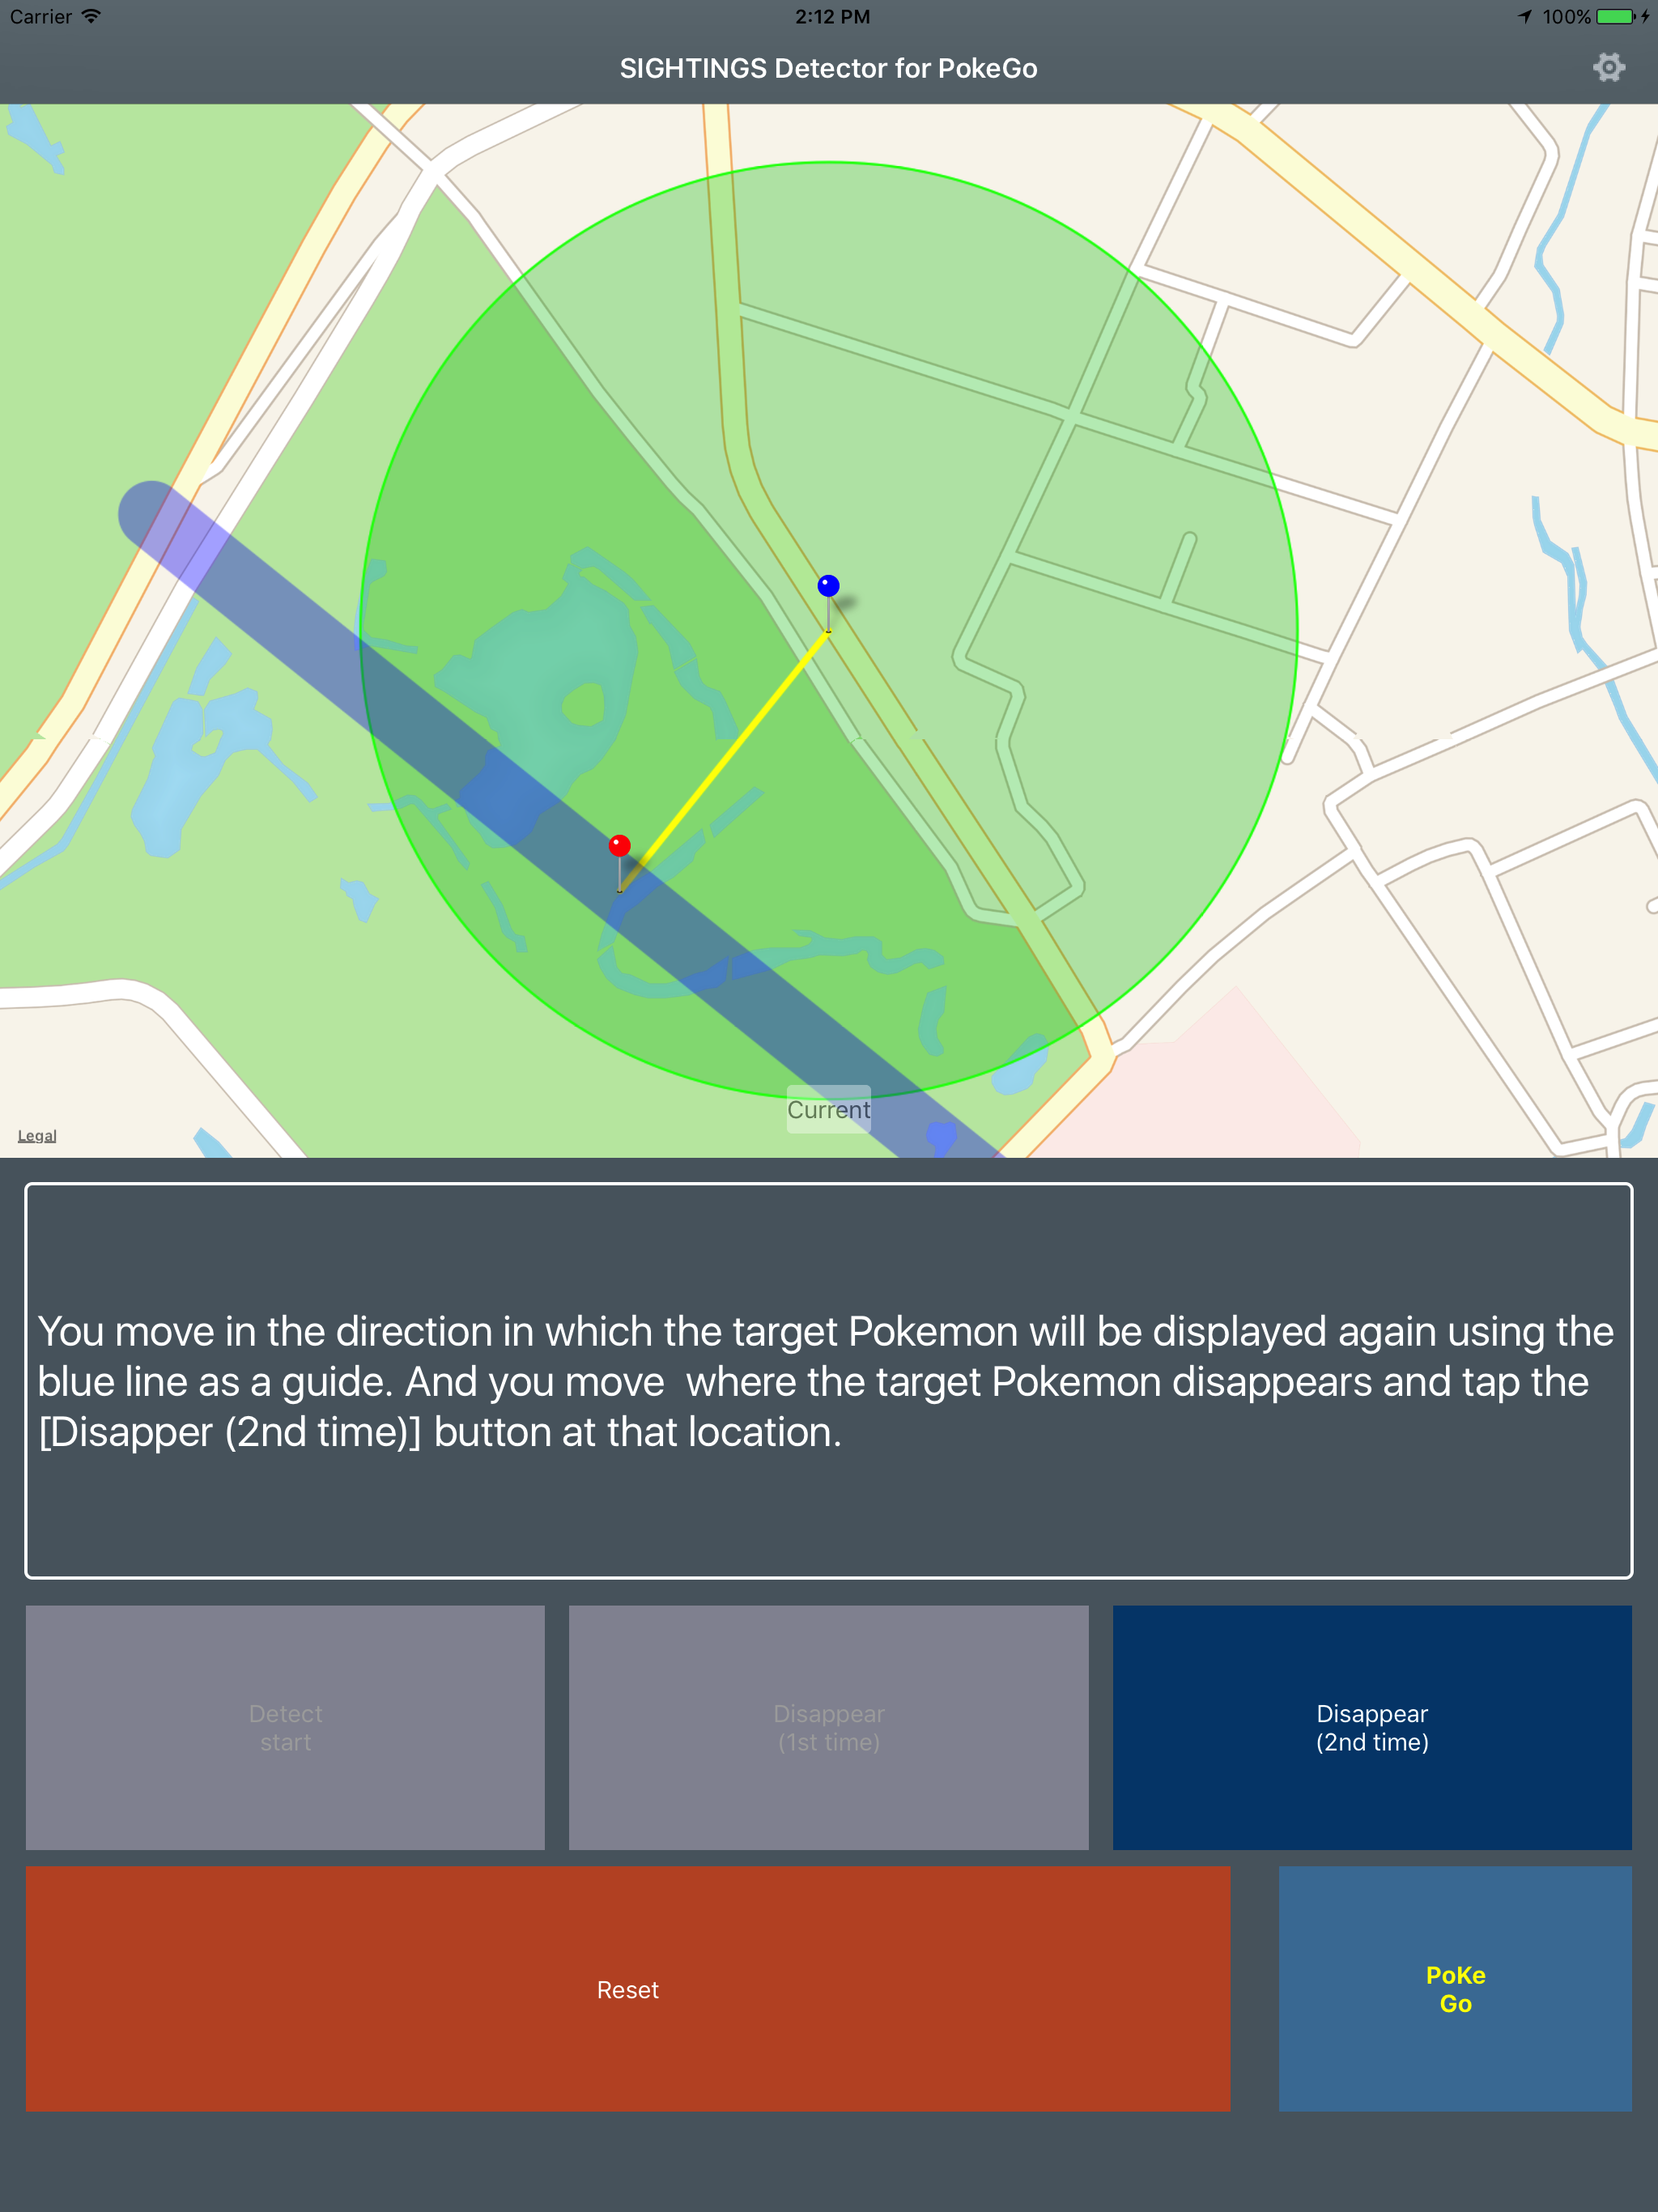 Carrier
2:12 PM
100%
SIGHTINGS Detector for PokeGo
Current
Legal
You move in the direction in which the target Pokemon will be displayed again using the
blue line as a guide. And you move  where the target Pokemon disappears and tap the
[Disapper (2nd time)] button at that location.
Detect
start
Disappear
(1st time)
Disappear
(2nd time)
Reset
PoKe
Go